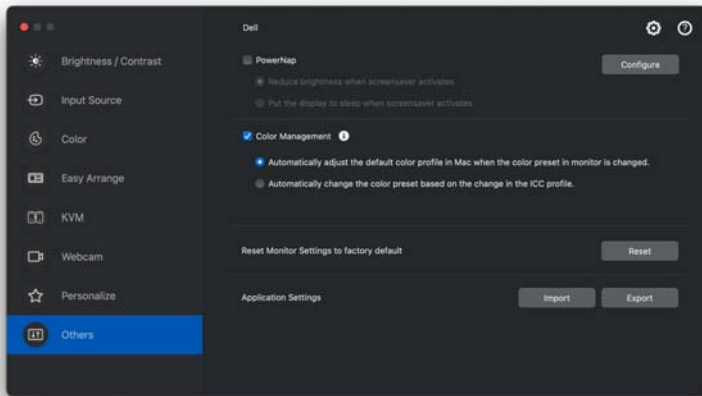 Dell
Brightness / Contrast
Input Source
Color
Easy Arrange
KVM
Webcam
Personalize
Others
PowerNap
Configure
Reduce brightness when screensaver activates
Put the display to sleep when screensaver activates
Color Management
Automatically adjust the default color profile in Mac when the color preset in monitor is changed.
Automatically change the color preset based on the change in the ICC profile.
Reset Monitor Settings to factory default
Reset
Application Settings
Import
Export